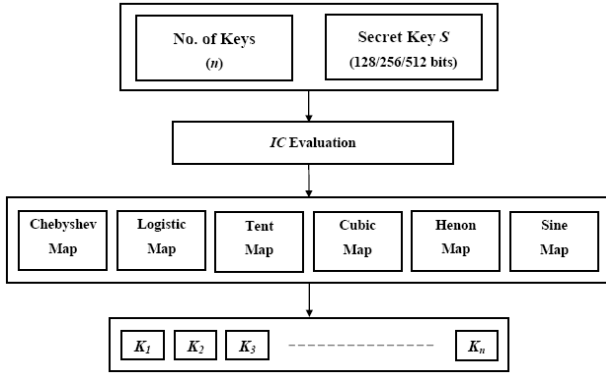 No. of Keys
(n)
Secret Key S
(128/256/512 bits)
IC Evaluation
Chebyshev
Map
Logistic
Map
Tent
Map
Cubic
Map
Henon
Map
Sine
Map
K1 K2 K3 Kn